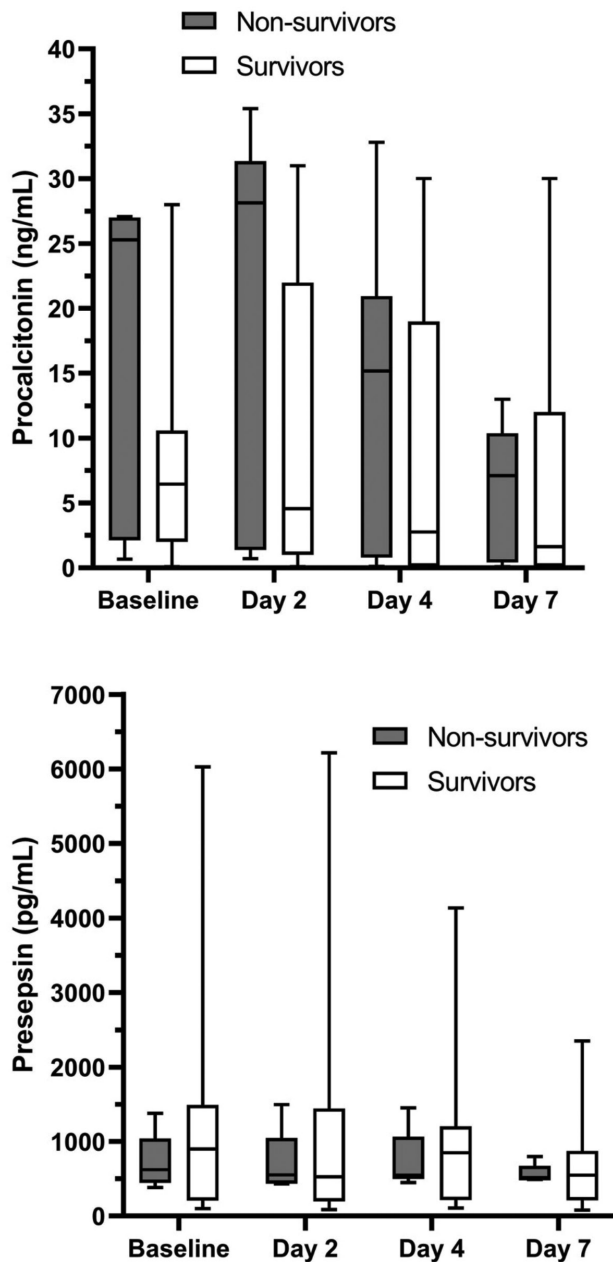 Non-survivors
Survivors
Procalcitonin (ng/mL)
40
35
30
25
20
15
10
5
0
Baseline Day 2 Day 4 Day 7
Presepsin (pg/mL)
7000
6000
5000
4000
3000
2000
1000
0
Non-survivors
Survivors
Baseline Day 2 Day 4 Day 7